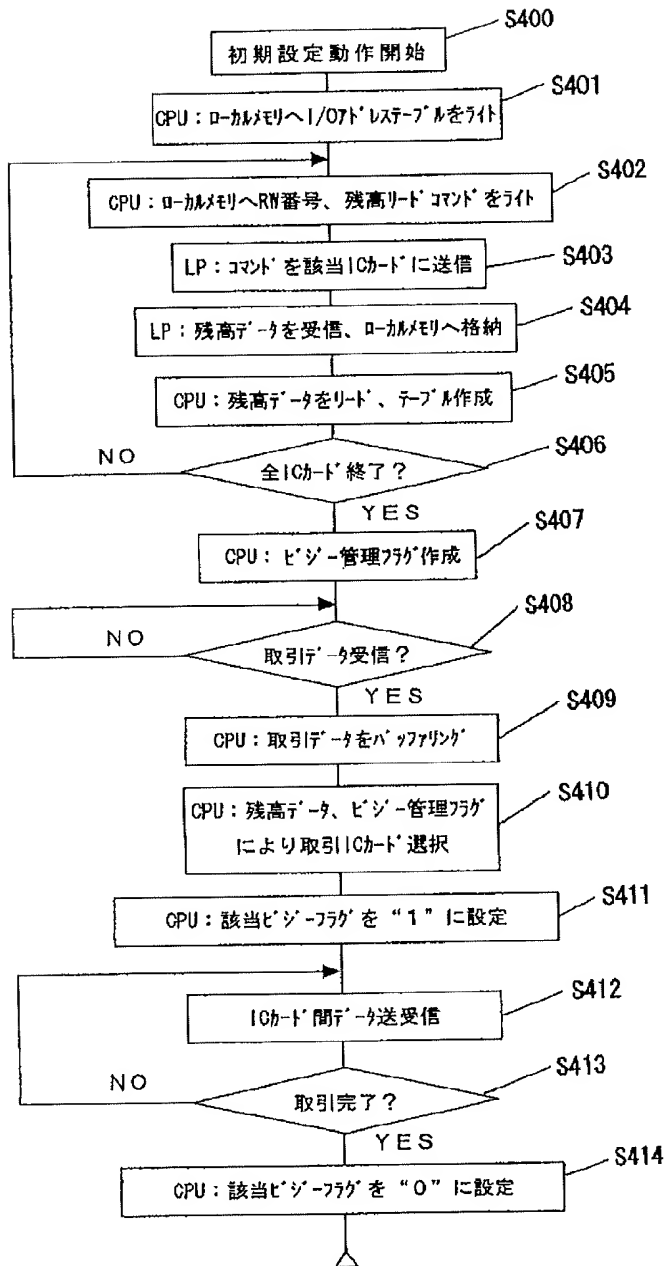 S400
初期設定動作開始
S401
CPU：ローカルメモリへI/Oアドレステーブルをライト
S402
CPU：ローカルメモリへRW番号、残高リードコマンドをライト
S403
LP：コマンドを該当ICカードに送信
S404
LP：残高データを受信、ローカルメモリへ格納
S405
CPU：残高データをリード、テーブル作成
S406
NO
全ICカード終了？
YES
S407
CPU：ビジー管理フラグ作成
S408
NO
取引データ受信？
YES
S409
CPU：取引データをバッファリング
S410
CPU：残高データ、ビジー管理フラグ
により取引ICカード選択
S411
CPU：該当ビジーフラグを“1”に設定
S412
ICカード間データ送受信
S413
NO
取引完了？
YES
S414
CPU：該当ビジーフラグを“0”に設定